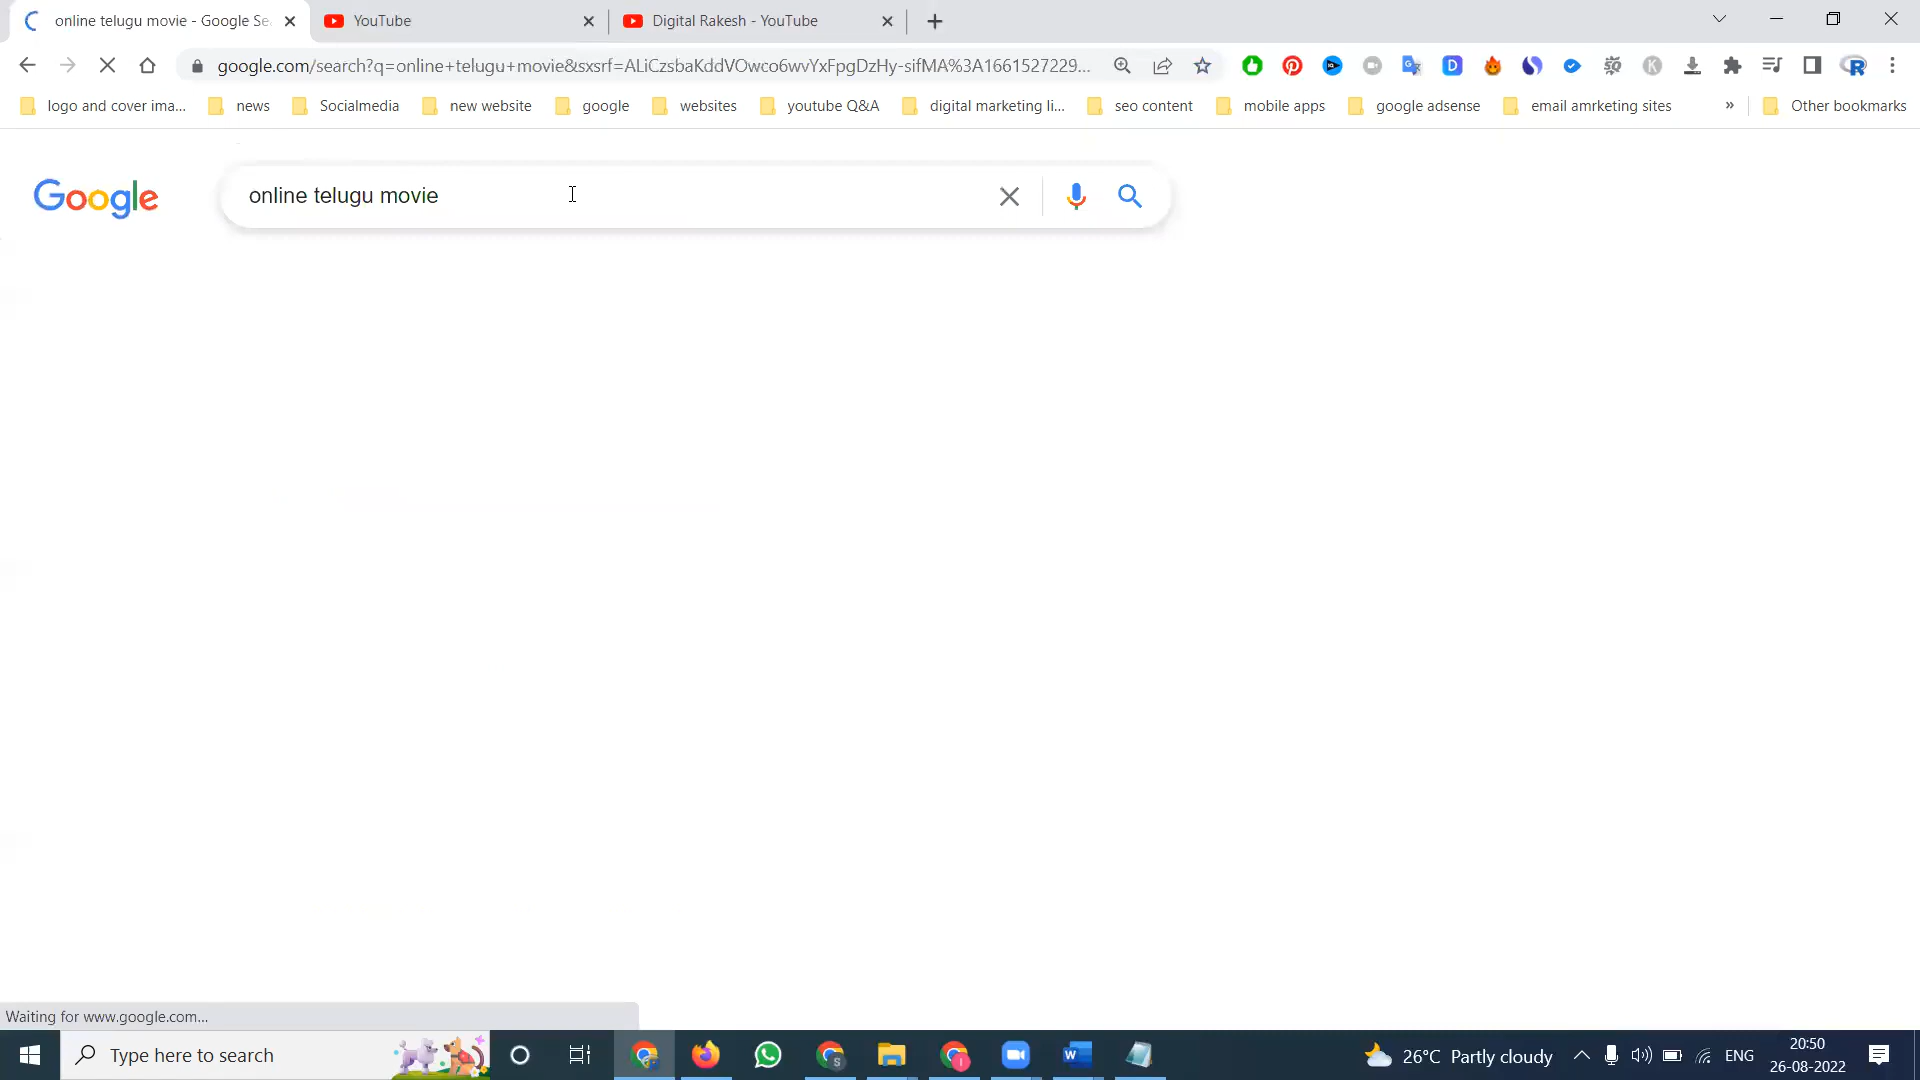 online telugu movie - Google Se
YouTube
Digital Rakesh - YouTube
google.com/search?q=online+telugu+movie&sxsrf=ALiCzsbaKddVOwco6wvYxFpgDzHy-sifMA%3A1661527229...
logo and cover ima...
news
Socialmedia
new website
google
websites
youtube Q&A
digital marketing li...
seo content
mobile apps
google adsense
email amrketing sites
»
Other bookmarks
Google
online telugu movie
Waiting for www.google.com...
Type here to search
26°C Partly cloudy
ENG
20:50
26-08-2022